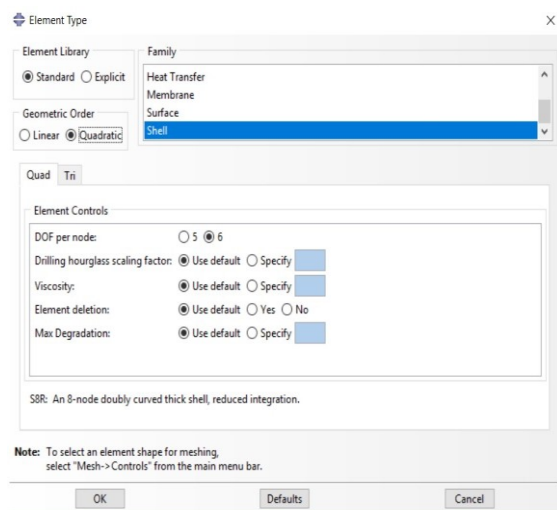 Element Type
X
Element Library
Standard Explicit
Family
Heat Transfer
Membrane
Surface
Shell
Geometric Order
Linear Quadratic
Quad Tri
Element Controls
DOF per node: 5 6
Drilling hourglass scaling factor: Use default Specify
Viscosity: Use default Specify
Element deletion: Use default Yes No
Max Degradation: Use default Specify
S8R: An 8-node doubly curved thick shell, reduced integration.
Note: To select an element shape for meshing,
select "Mesh->Controls" from the main menu bar.
OK Defaults Cancel